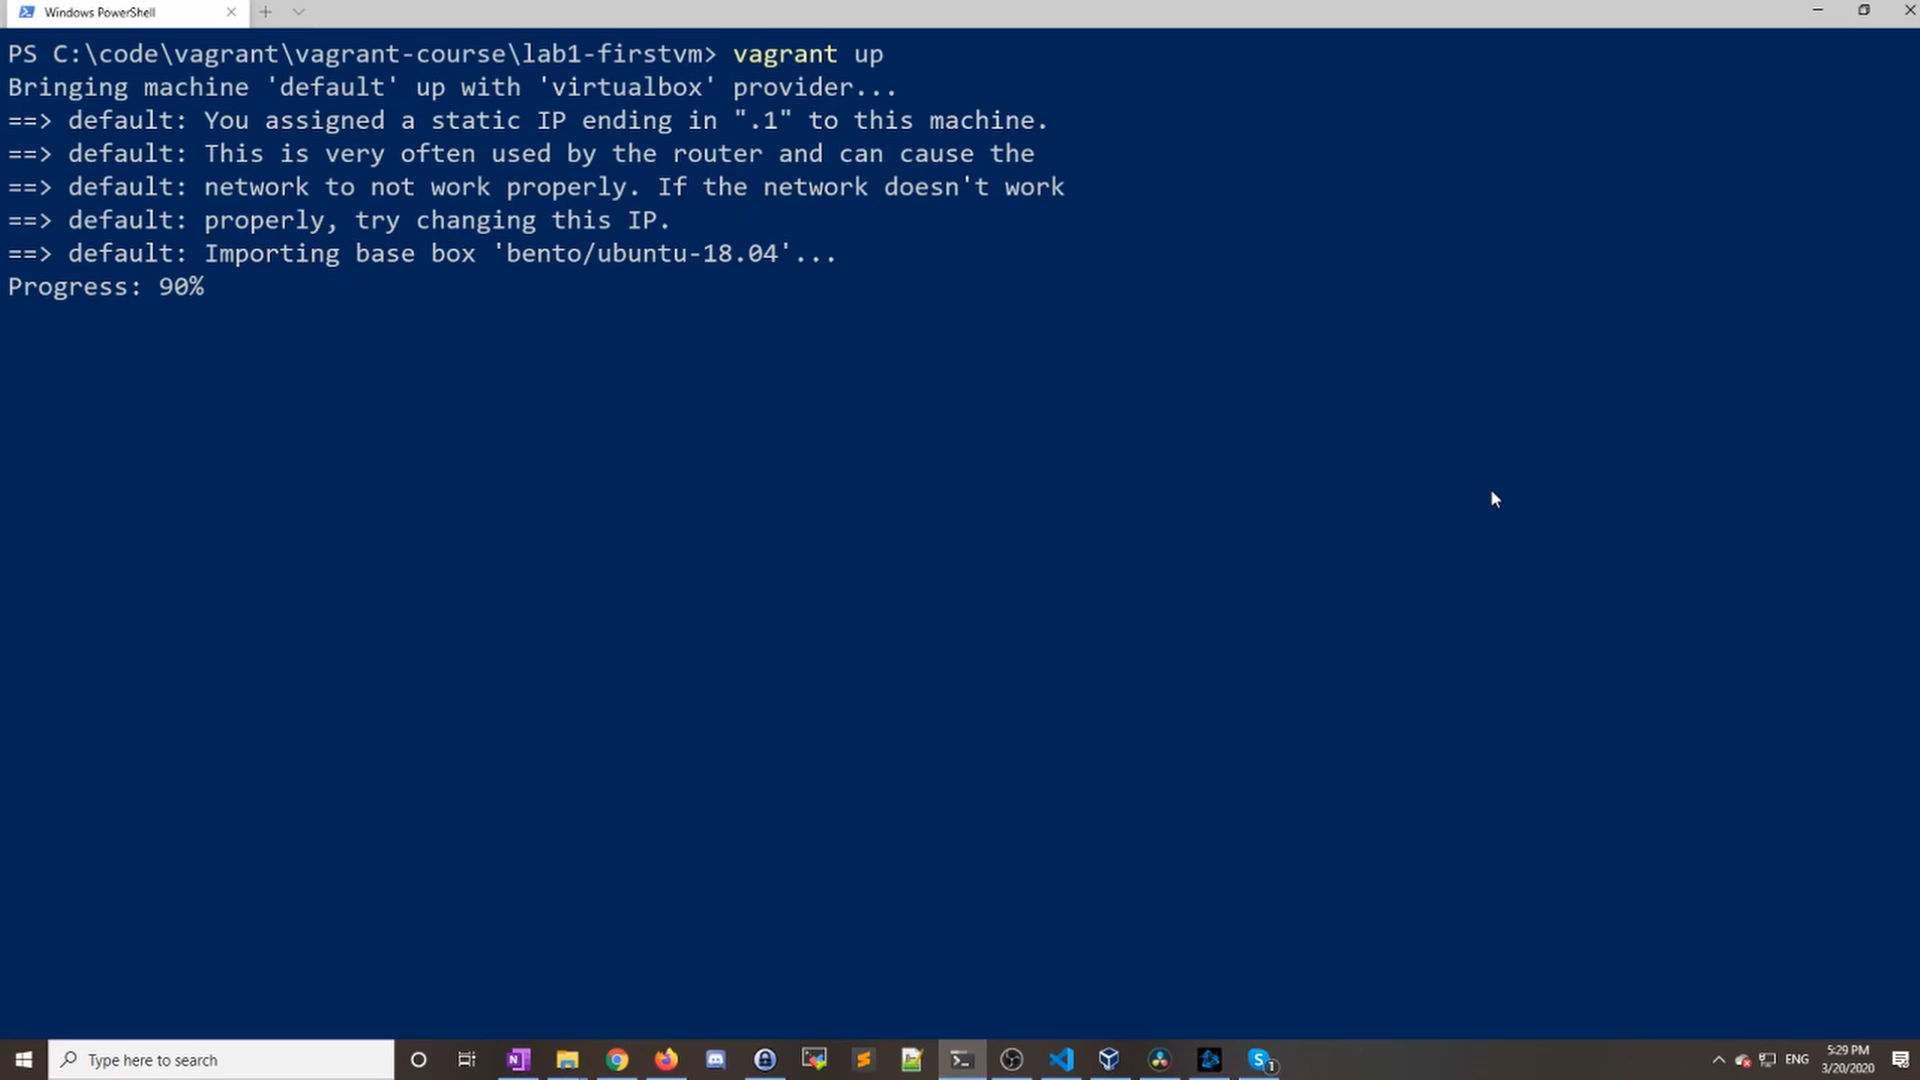 Windows PowerShell
PS C:\code\vagrant\vagrant-course\lab1-firstvm> vagrant up
Bringing machine 'default' up with 'virtualbox' provider...
==> default: You assigned a static IP ending in ".1" to this machine.
==> default: This is very often used by the router and can cause the
==> default: network to not work properly. If the network doesn't work
==> default: properly, try changing this IP.
==> default: Importing base box 'bento/ubuntu-18.04'...
Progress: 90%
Type here to search
N
S
1
ENG
5:29 PM
3/20/2020